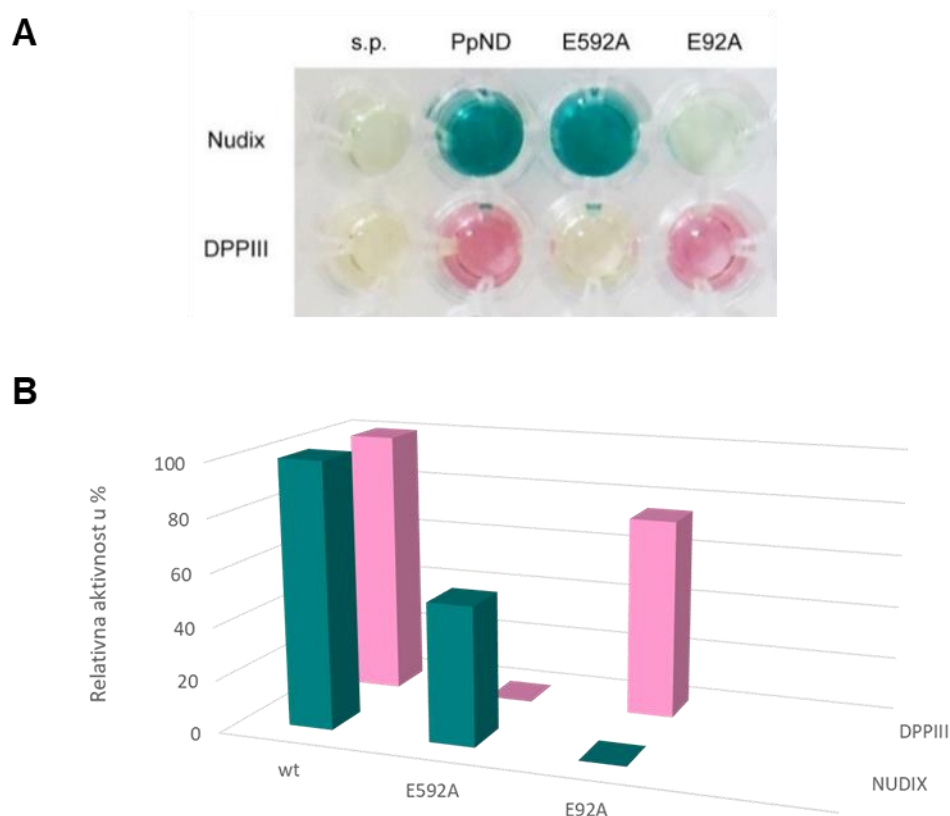 A
s.p. PpND E592A E92A
Nudix
DPPIII
B
Relativna aktivnost u %
100
80
60
40
20
0
wt
E592A
E92A
DPPIII
NUDIX